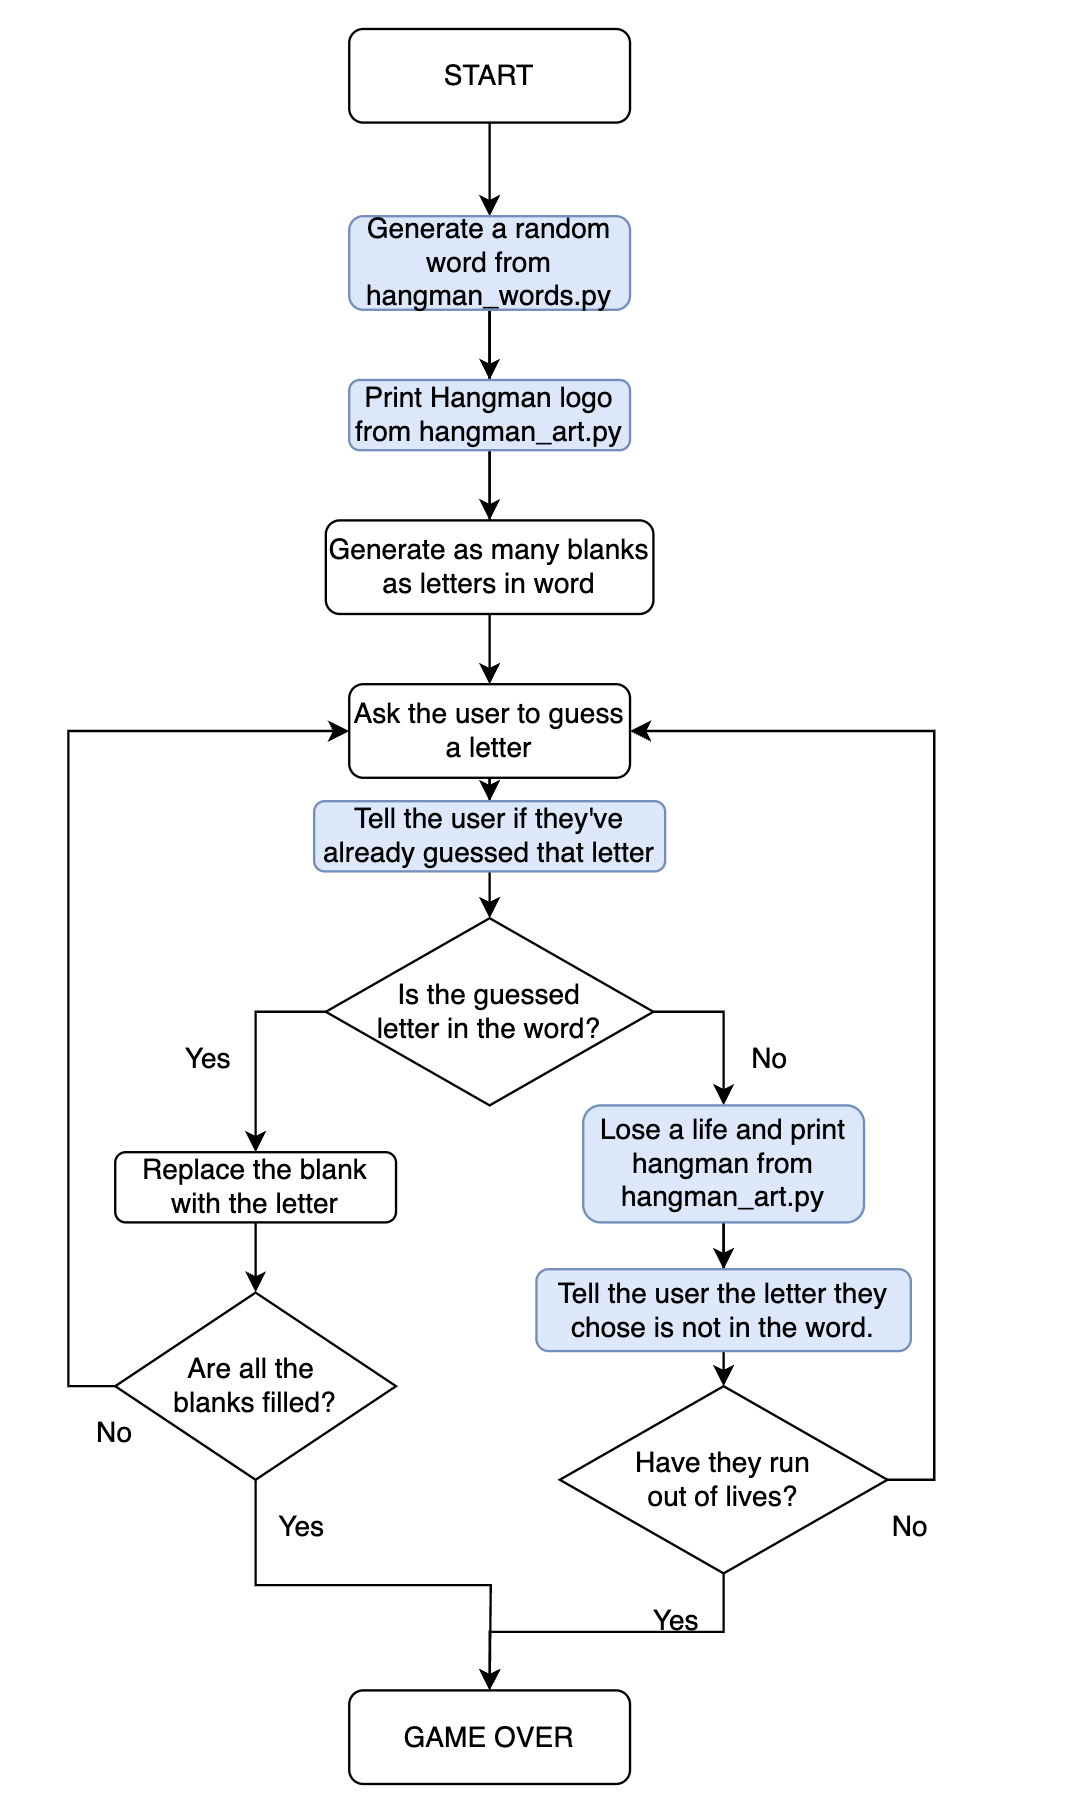 START
Generate a random
word from
hangman_words.py
Print Hangman logo
from hangman_art.py
Generate as many blanks
as letters in word
Ask the user to guess
a letter
Tell the user if they've
already guessed that letter
Is the guessed
letter in the word?
Yes
No
Replace the blank
with the letter
Lose a life and print
hangman from
hangman_art.py
Tell the user the letter they
chose is not in the word.
Are all the
blanks filled?
No
Yes
Have they run
out of lives?
No
Yes
GAME OVER